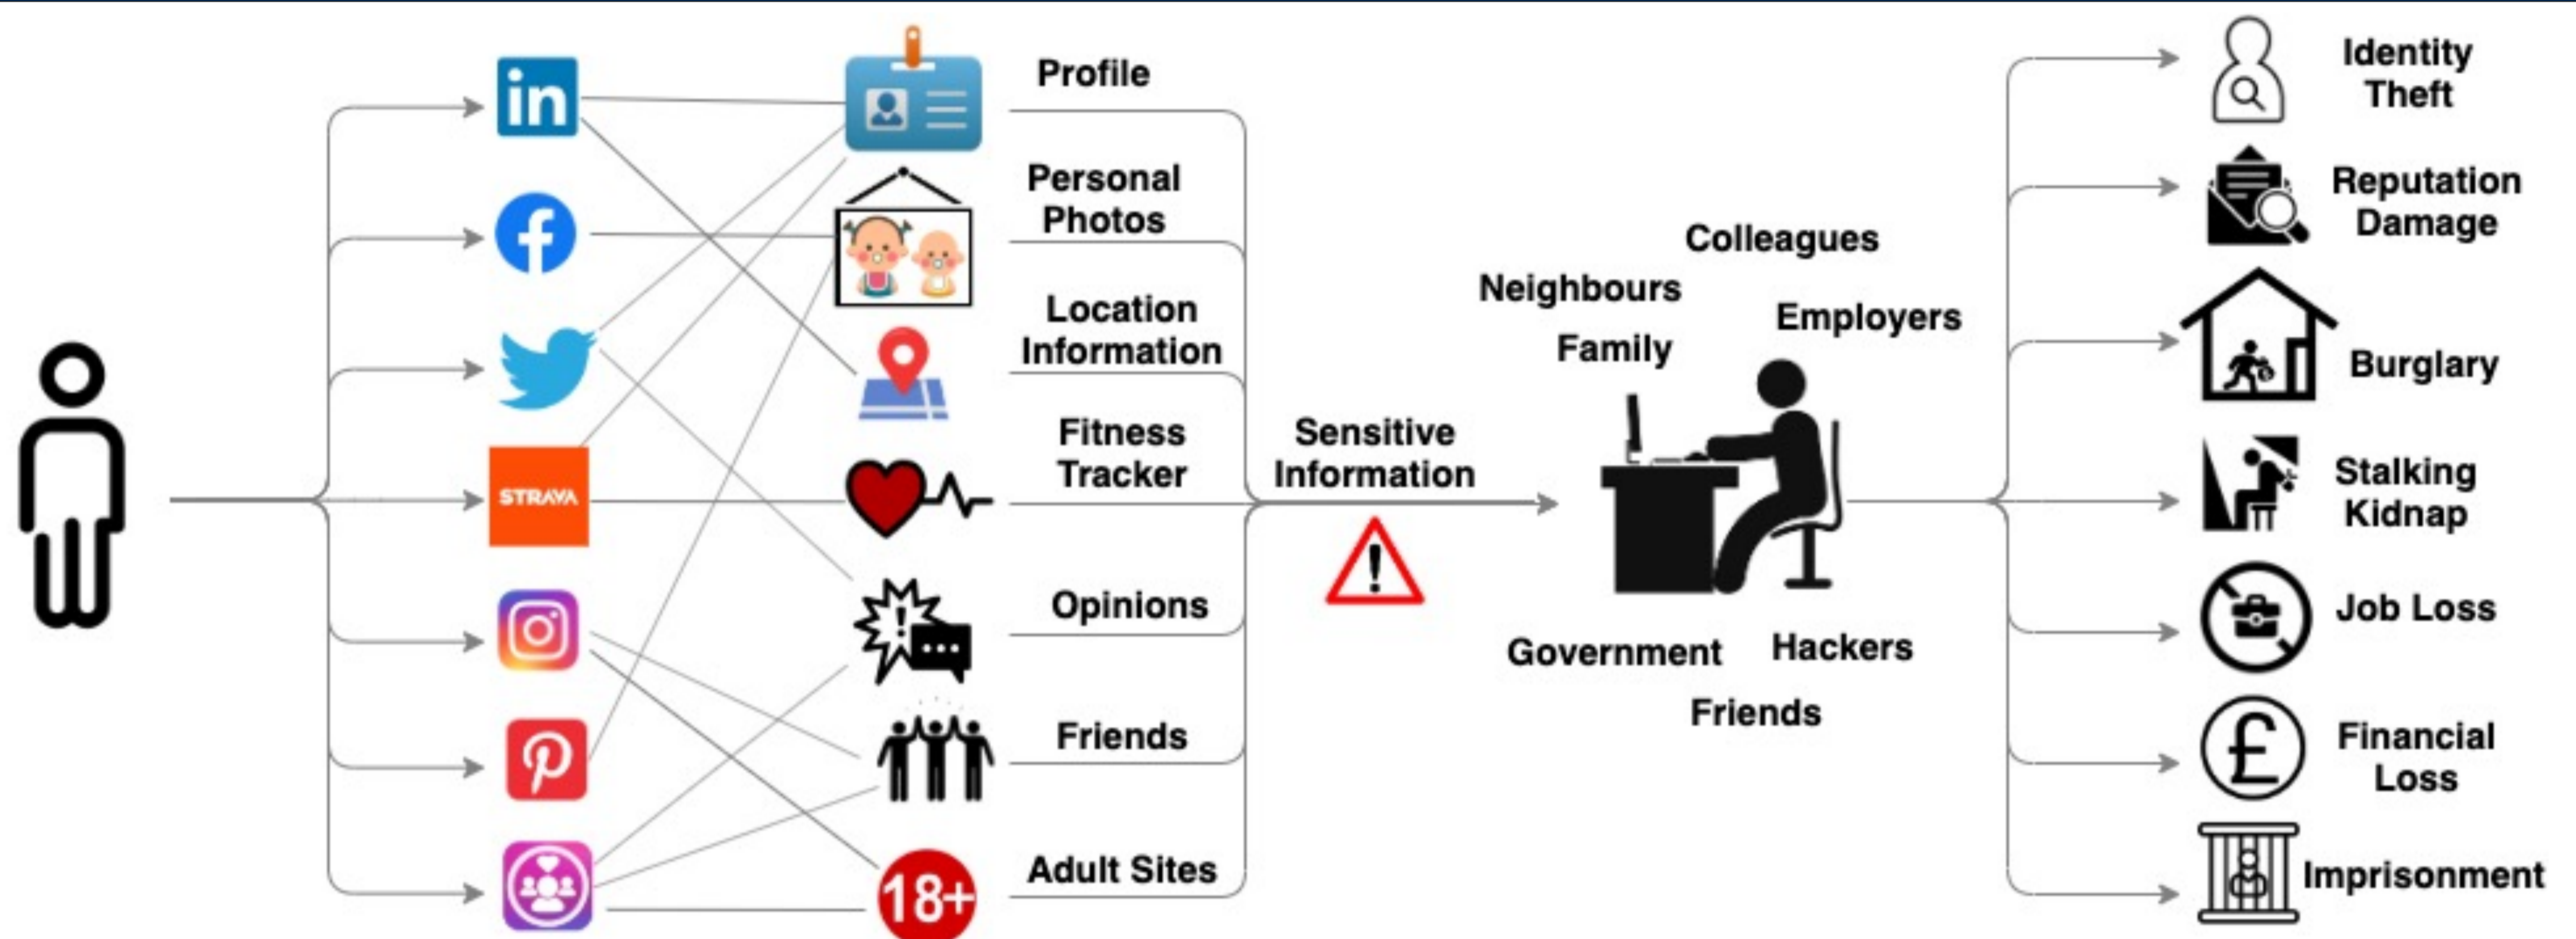 in
Profile
Personal
Photos
f
Location
Information
STRAVA
Fitness
Tracker
Opinions
Friends
Adult Sites
18+
Sensitive
Information
!
Colleagues
Neighbours
Employers
Family
Government
Hackers
Friends
Identity
Theft
Reputation
Damage
Burglary
Stalking
Kidnap
Job Loss
£
Financial
Loss
Imprisonment